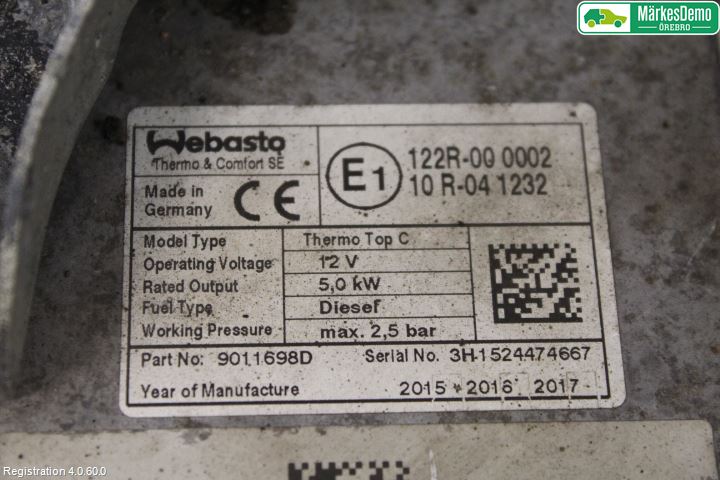 MärkesDemo
ÖREBRO
Webasto
Thermo & Comfort SE
Made in
Germany
CE
E1
122R-00 0002
10 R-04 1232
Model Type Thermo Top C
Operating Voltage 12 V
Rated Output 5,0 kW
Fuel Type Diesel
Working Pressure max. 2,5 bar
Part No: 9011698D Serial No. 3H1524474667
Year of Manufacture 2015 2016 2017
Registration 4.0.60.0